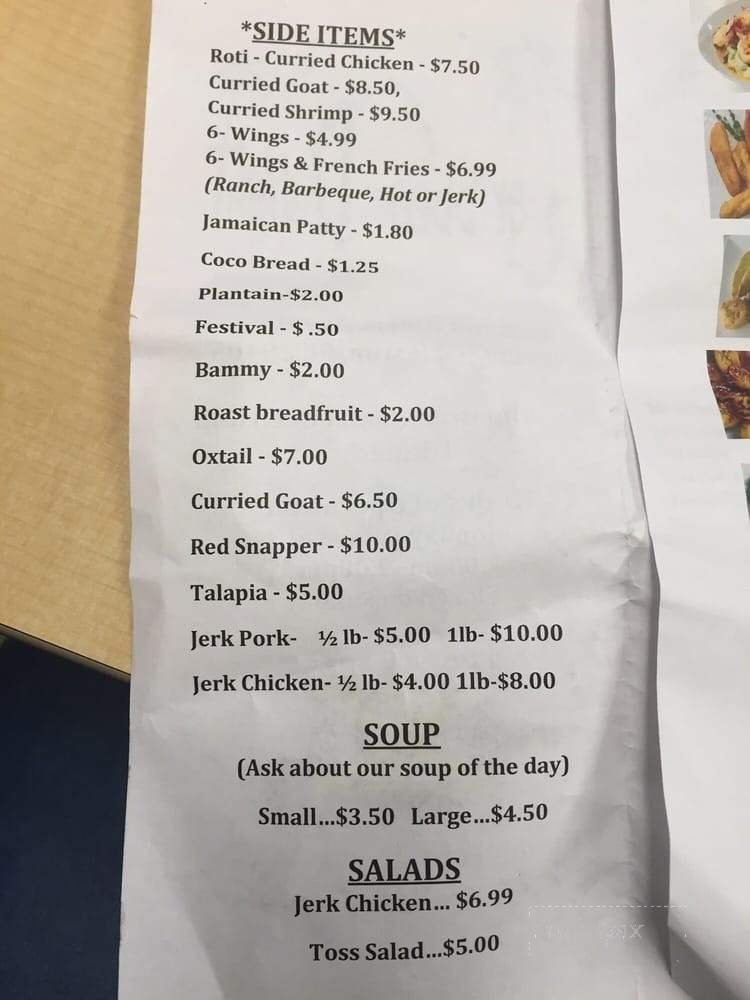 *SIDE ITEMS*
Roti - Curried Chicken - $7.50
Curried Goat - $8.50,
Curried Shrimp - $9.50
6- Wings - $4.99
6- Wings & French Fries - $6.99
(Ranch, Barbeque, Hot or Jerk)
Jamaican Patty - $1.80
Coco Bread - $1.25
Plantain-$2.00
Festival - $ .50
Bammy - $2.00
Roast breadfruit - $2.00
Oxtail - $7.00
Curried Goat - $6.50
Red Snapper - $10.00
Talapia - $5.00
Jerk Pork- ½ lb- $5.00 1lb- $10.00
Jerk Chicken- ½ lb- $4.00 1lb-$8.00
SOUP
(Ask about our soup of the day)
Small...$3.50 Large...$4.50
SALADS
Jerk Chicken... $6.99
Toss Salad...$5.00